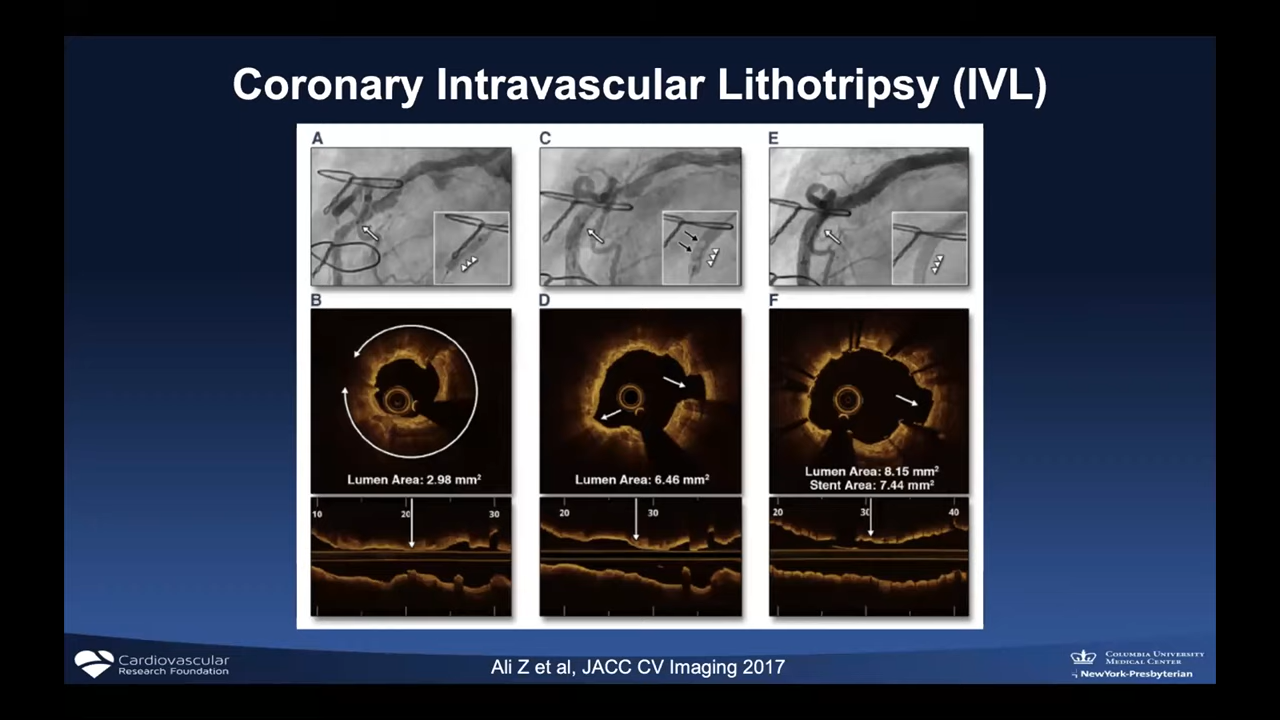 Coronary Intravascular Lithotripsy (IVL)
A
C
E
B
D
F
Lumen Area: 2.98 mm²
Lumen Area: 6.46 mm²
Lumen Area: 8.15 mm²
Stent Area: 7.44 mm²
10 20 30
20 30
20 30 40
Cardiovascular
Research Foundation
Ali Z et al, JACC CV Imaging 2017
COLUMBIA UNIVERSITY
MEDICAL CENTER
NewYork-Presbyterian